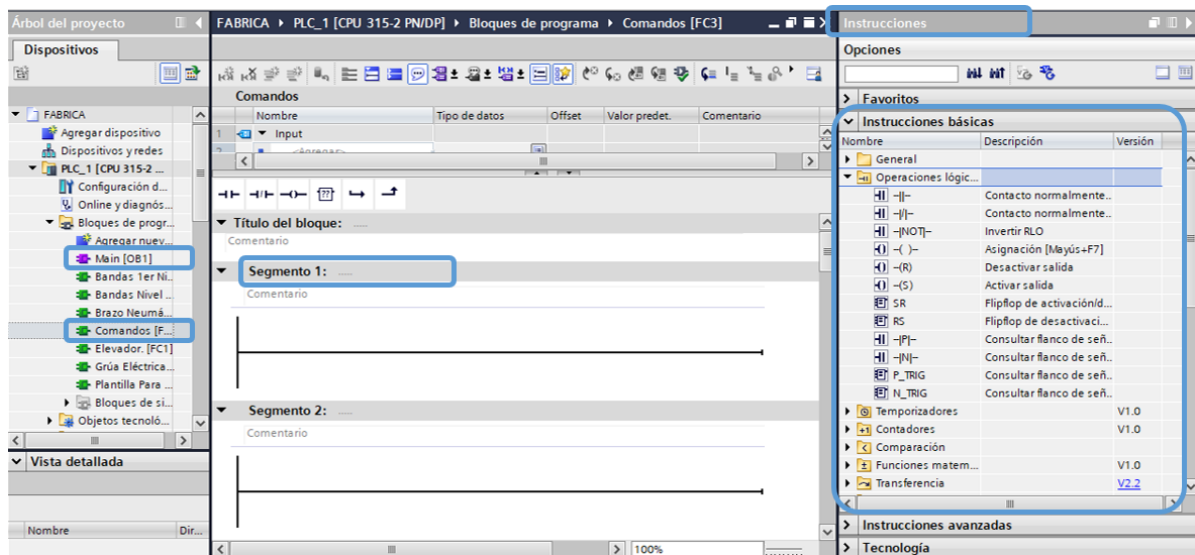 Árbol del proyecto
Dispositivos
FABRICA
Agregar dispositivo
Dispositivos y redes
PLC_1 [CPU 315-2 ...
Configuración d...
Online y diagnós...
Bloques de progr...
Agregar nuev...
Main [OB1]
Bandas 1er Ni...
Bandas Nivel ...
Brazo Neumá...
Comandos [F...
Elevador. [FC1]
Grúa Eléctrica...
Plantilla Para ...
Bloques de si...
Objetos tecnoló...
Vista detallada
Nombre Dir...
FABRICA PLC_1 [CPU 315-2 PN/DP] Bloques de programa Comandos [FC3]
Comandos
Nombre Tipo de datos Offset Valor predet. Comentario
1 Input
2 <Agregar>
??
Título del bloque: .....
Comentario
Segmento 1: .....
Comentario
Segmento 2: .....
Comentario
100%
Instrucciones
Opciones
Favoritos
Instrucciones básicas
Nombre Descripción Versión
General
Operaciones lógic...
-||- Contacto normalmente..
-|/|- Contacto normalmente..
-|NOT|- Invertir RLO
-( )- Asignación [Mayús+F7]
-(R) Desactivar salida
-(S) Activar salida
SR Flipflop de activación/d...
RS Flipflop de desactivaci...
-|P|- Consultar flanco de señ..
-|N|- Consultar flanco de señ..
P_TRIG Consultar flanco de señ..
N_TRIG Consultar flanco de señ..
Temporizadores V1.0
Contadores V1.0
Comparación
Funciones matem... V1.0
Transferencia V2.2
Instrucciones avanzadas
Tecnología